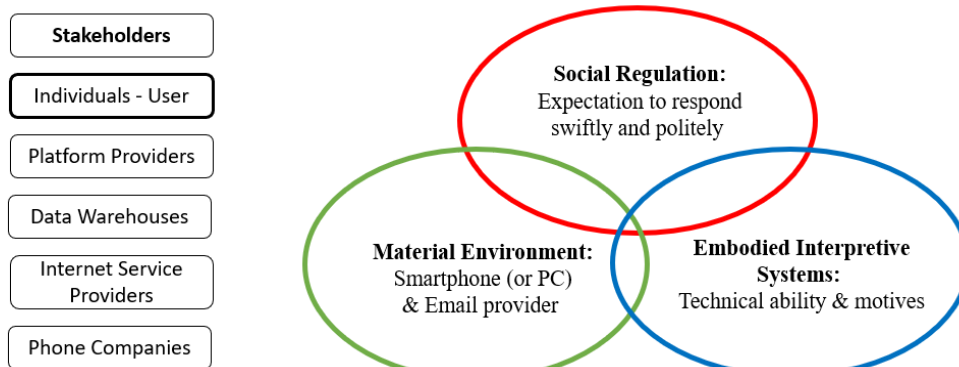 Stakeholders
Individuals - User
Platform Providers
Data Warehouses
Internet Service
Providers
Phone Companies
Social Regulation:
Expectation to respond
swiftly and politely
Material Environment:
Smartphone (or PC)
& Email provider
Embodied Interpretive
Systems:
Technical ability & motives